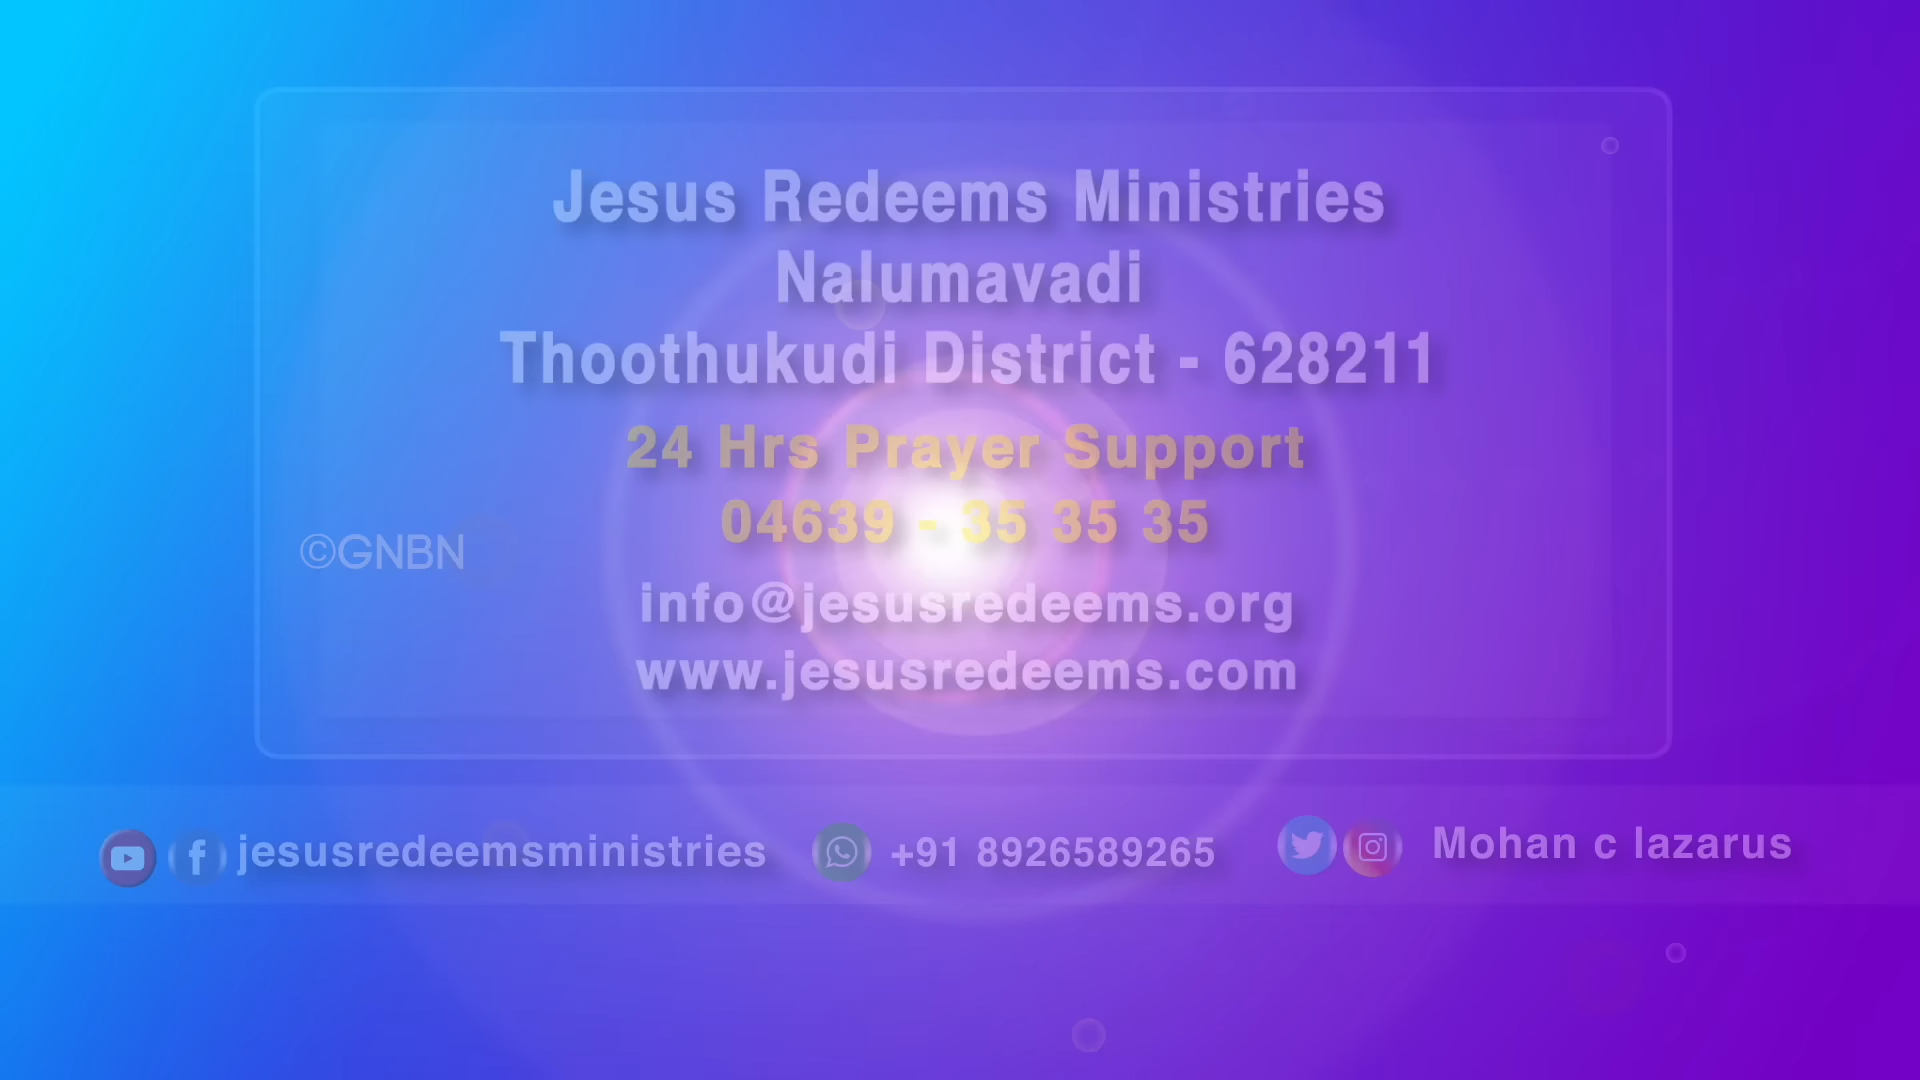 Jesus Redeems Ministries
Nalumavadi
Thoothukudi District - 628211
24 Hrs Prayer Support
04639 - 35 35 35
©GNBN
info@jesusredeems.org
www.jesusredeems.com
jesusredeemsministries
+91 8926589265
Mohan c lazarus